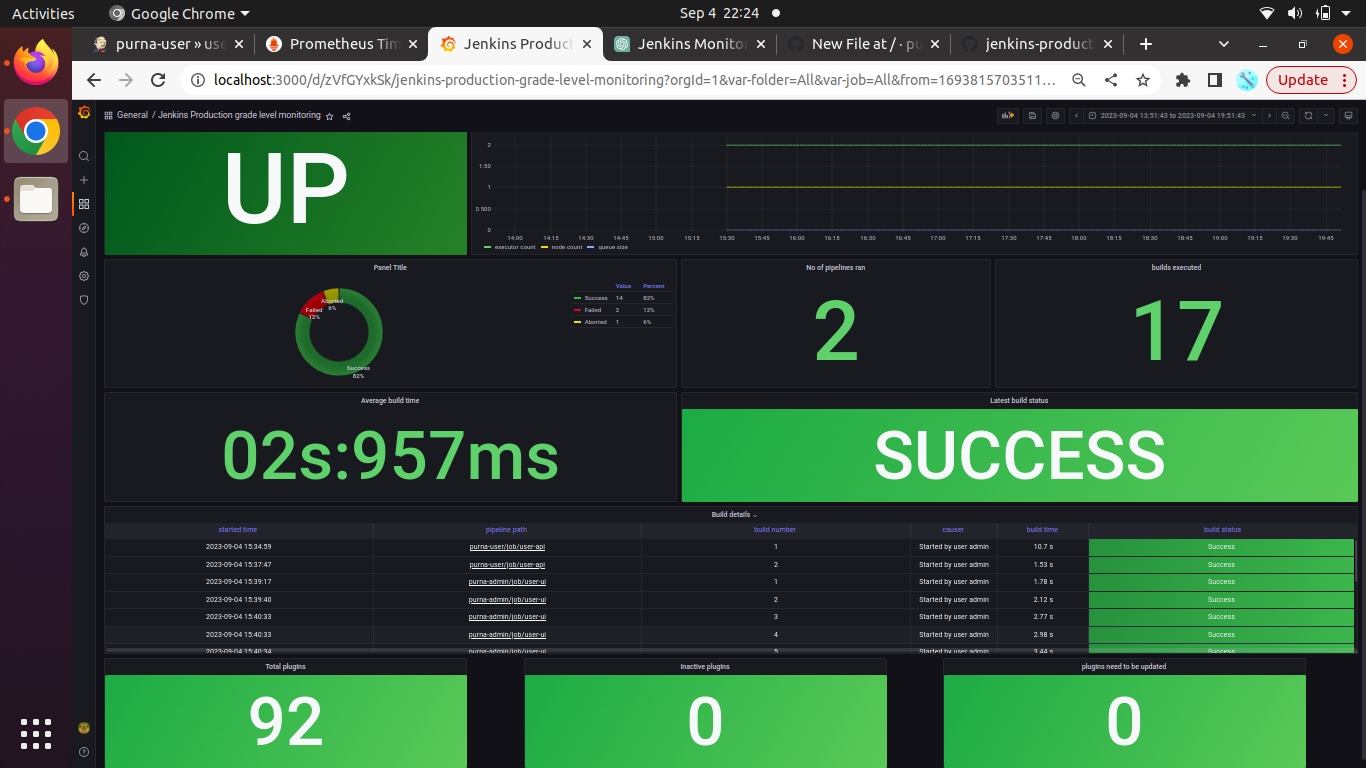 Activities
Google Chrome
Sep 4 22:24
purna-user » use
Prometheus Tim
Jenkins Produc
Jenkins Monitor
New File at / · pu
jenkins-product
localhost:3000/d/zVfGYxkSk/jenkins-production-grade-level-monitoring?orgId=1&var-folder=All&var-job=All&from=1693815703511...
Update
General / Jenkins Production grade level monitoring
2023-09-04 13:51:43 to 2023-09-04 19:51:43
UP
2
1.50
1
0.500
0
14:00 14:15 14:30 14:45 15:00 15:15 15:30 15:45 16:00 16:15 16:30 16:45 17:00 17:15 17:30 17:45 18:00 18:15 18:30 18:45 19:00 19:15 19:30 19:45
executor count node count queue size
Panel Title
Aborted
6%
Failed
12%
Success
82%
Value Percent
Success 14 82%
Failed 2 12%
Aborted 1 6%
No of pipelines ran
2
builds executed
17
Average build time
02s:957ms
Latest build status
SUCCESS
Build details
started time pipeline path build number causer build time build status
2023-09-04 15:34:59 purna-user/job/user-api 1 Started by user admin 10.7 s Success
2023-09-04 15:37:47 purna-user/job/user-api 2 Started by user admin 1.53 s Success
2023-09-04 15:39:17 purna-admin/job/user-ui 1 Started by user admin 1.78 s Success
2023-09-04 15:39:40 purna-admin/job/user-ui 2 Started by user admin 2.12 s Success
2023-09-04 15:40:33 purna-admin/job/user-ui 3 Started by user admin 2.77 s Success
2023-09-04 15:40:33 purna-admin/job/user-ui 4 Started by user admin 2.98 s Success
2023-09-04 15:40:34 purna-admin/job/user-ui 5 Started by user admin 3.44 s Success
Total plugins
92
Inactive plugins
0
plugins need to be updated
0